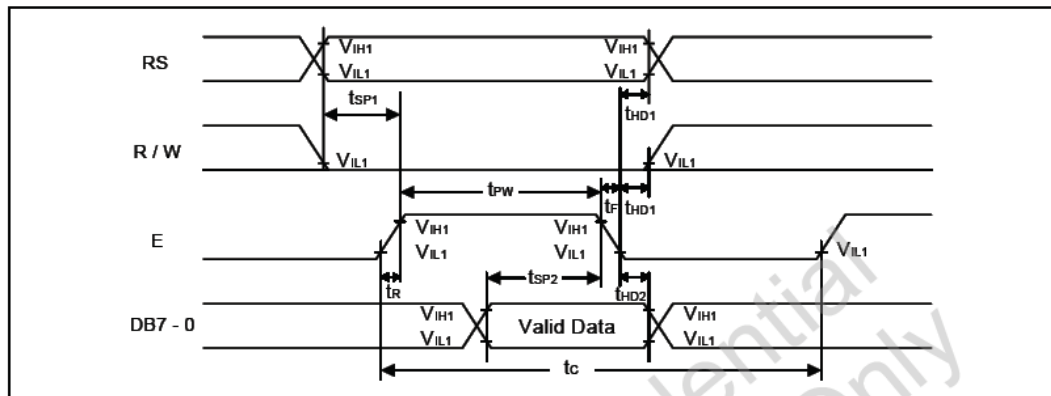 RS VIH1 VIH1
VIL1 VIL1
tSP1 tHD1
R / W VIL1 VIL1
tPW tF tHD1
E VIH1 VIH1
VIL1 VIL1 VIL1
tR tSP2 tHD2
DB7 - 0 VIH1 Valid Data VIH1
VIL1 VIL1
tC